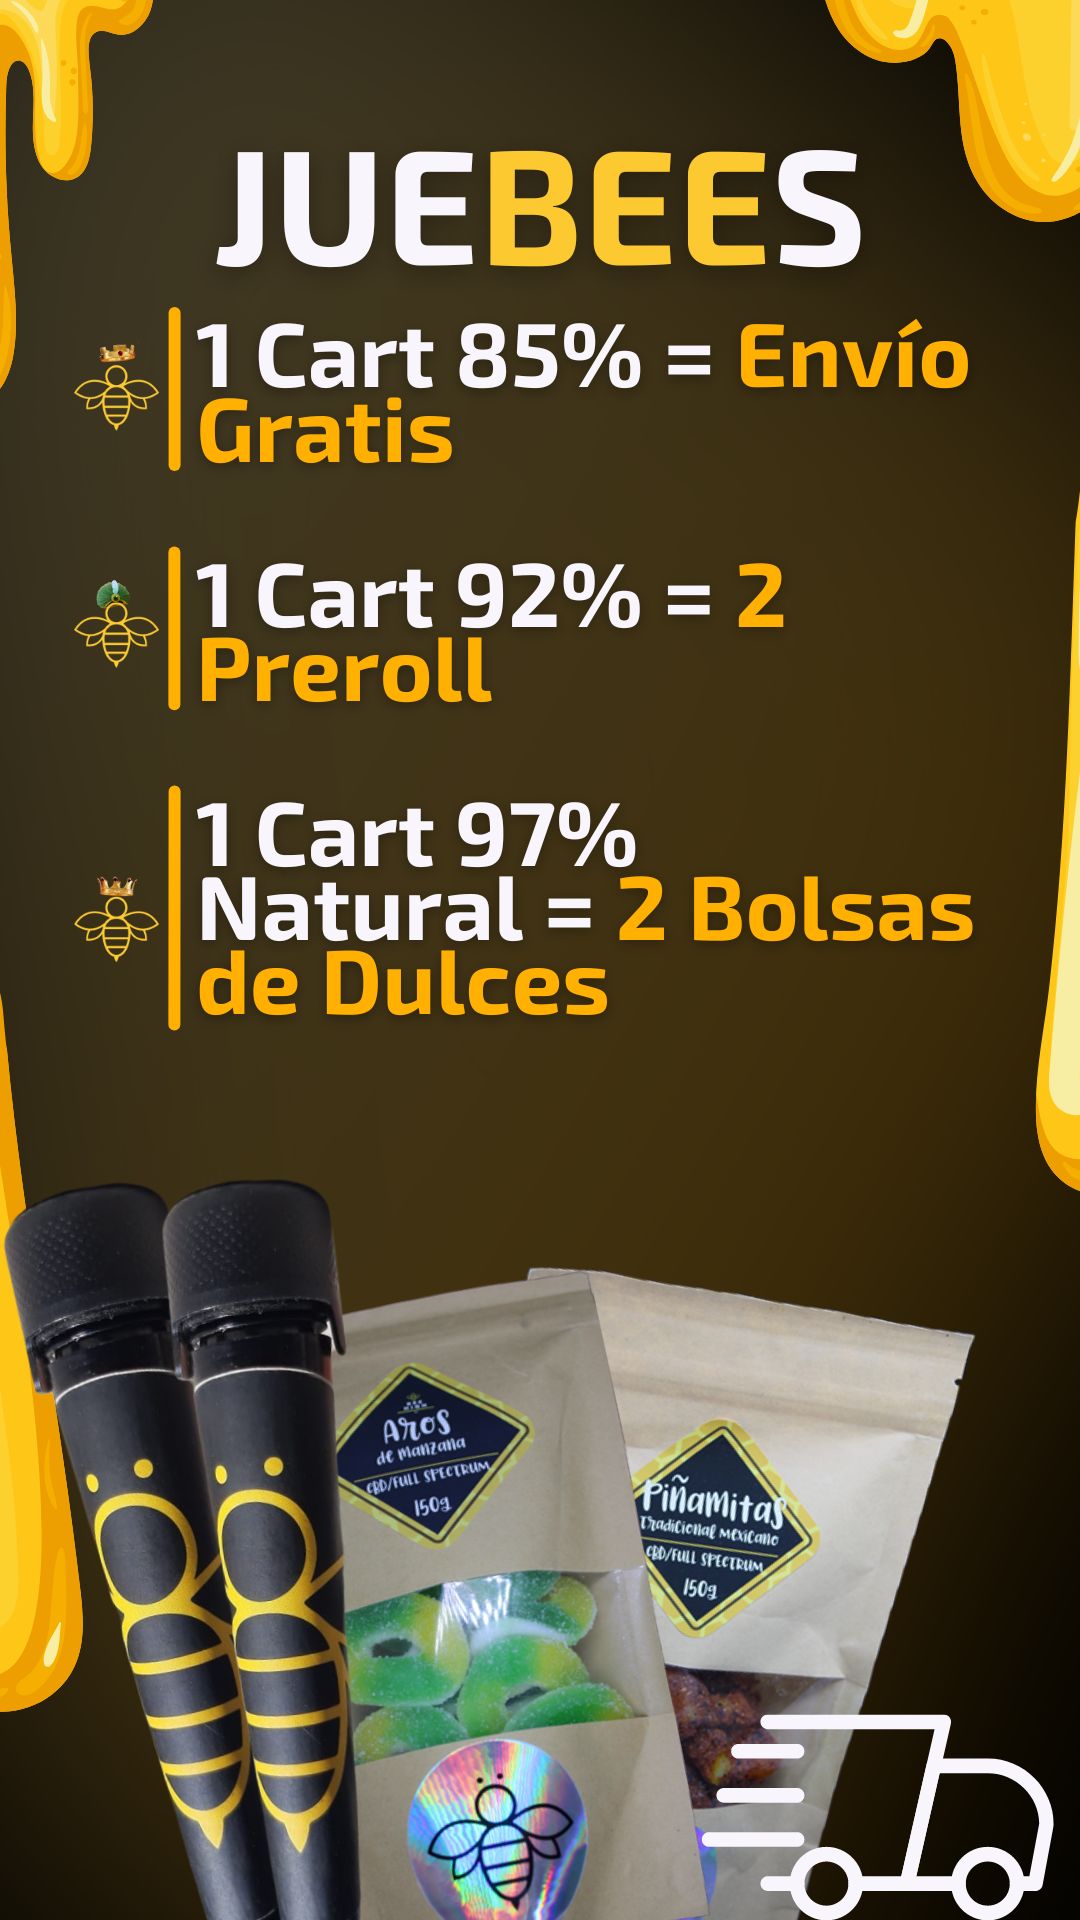 JUEBEES
1 Cart 85% = Envío
Gratis
1 Cart 92% = 2
Preroll
1 Cart 97%
Natural = 2 Bolsas
de Dulces
Aros
de manzana
CBD/FULL SPECTRUM
150g
Piñamitas
Tradicional mexicano
CBD/FULL SPECTRUM
150g